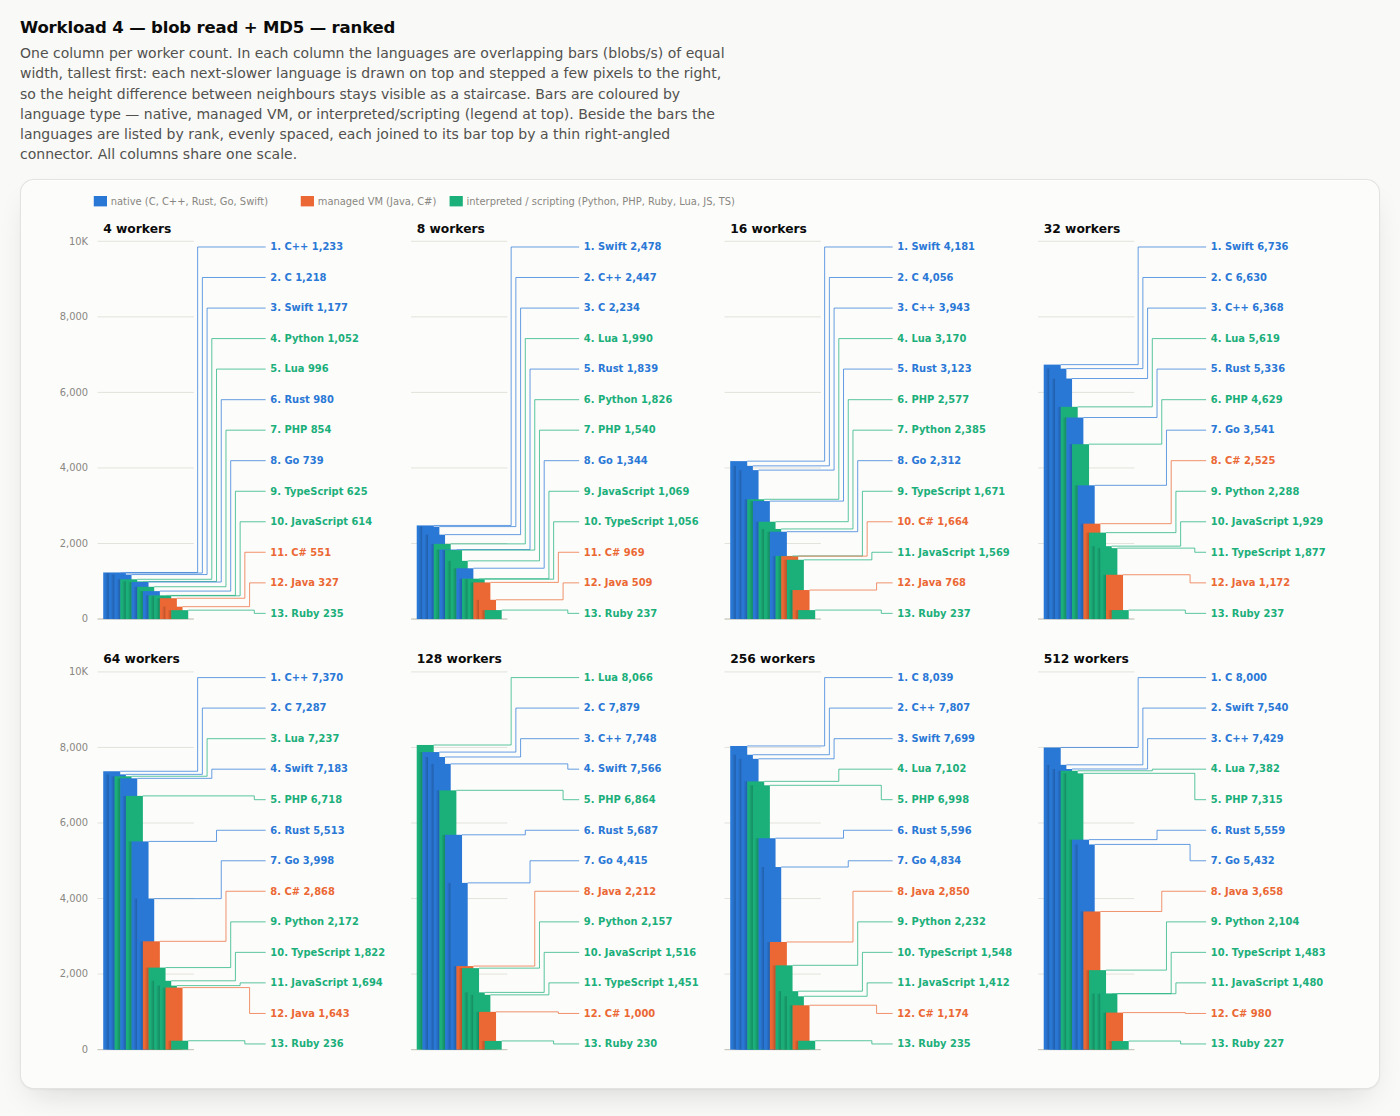 Workload 4 — blob read + MD5 — ranked
One column per worker count. In each column the languages are overlapping bars (blobs/s) of equal
width, tallest first: each next-slower language is drawn on top and stepped a few pixels to the right,
so the height difference between neighbours stays visible as a staircase. Bars are coloured by
language type — native, managed VM, or interpreted/scripting (legend at top). Beside the bars the
languages are listed by rank, evenly spaced, each joined to its bar top by a thin right-angled
connector. All columns share one scale.
native (C, C++, Rust, Go, Swift)
managed VM (Java, C#)
interpreted / scripting (Python, PHP, Ruby, Lua, JS, TS)
4 workers
10K
8,000
6,000
4,000
2,000
0
1. C++ 1,233
2. C 1,218
3. Swift 1,177
4. Python 1,052
5. Lua 996
6. Rust 980
7. PHP 854
8. Go 739
9. TypeScript 625
10. JavaScript 614
11. C# 551
12. Java 327
13. Ruby 235
8 workers
1. Swift 2,478
2. C++ 2,447
3. C 2,234
4. Lua 1,990
5. Rust 1,839
6. Python 1,826
7. PHP 1,540
8. Go 1,344
9. JavaScript 1,069
10. TypeScript 1,056
11. C# 969
12. Java 509
13. Ruby 237
16 workers
1. Swift 4,181
2. C 4,056
3. C++ 3,943
4. Lua 3,170
5. Rust 3,123
6. PHP 2,577
7. Python 2,385
8. Go 2,312
9. TypeScript 1,671
10. C# 1,664
11. JavaScript 1,569
12. Java 768
13. Ruby 237
32 workers
1. Swift 6,736
2. C 6,630
3. C++ 6,368
4. Lua 5,619
5. Rust 5,336
6. PHP 4,629
7. Go 3,541
8. C# 2,525
9. Python 2,288
10. JavaScript 1,929
11. TypeScript 1,877
12. Java 1,172
13. Ruby 237
64 workers
10K
8,000
6,000
4,000
2,000
0
1. C++ 7,370
2. C 7,287
3. Lua 7,237
4. Swift 7,183
5. PHP 6,718
6. Rust 5,513
7. Go 3,998
8. C# 2,868
9. Python 2,172
10. TypeScript 1,822
11. JavaScript 1,694
12. Java 1,643
13. Ruby 236
128 workers
1. Lua 8,066
2. C 7,879
3. C++ 7,748
4. Swift 7,566
5. PHP 6,864
6. Rust 5,687
7. Go 4,415
8. Java 2,212
9. Python 2,157
10. JavaScript 1,516
11. TypeScript 1,451
12. C# 1,000
13. Ruby 230
256 workers
1. C 8,039
2. C++ 7,807
3. Swift 7,699
4. Lua 7,102
5. PHP 6,998
6. Rust 5,596
7. Go 4,834
8. Java 2,850
9. Python 2,232
10. TypeScript 1,548
11. JavaScript 1,412
12. C# 1,174
13. Ruby 235
512 workers
1. C 8,000
2. Swift 7,540
3. C++ 7,429
4. Lua 7,382
5. PHP 7,315
6. Rust 5,559
7. Go 5,432
8. Java 3,658
9. Python 2,104
10. TypeScript 1,483
11. JavaScript 1,480
12. C# 980
13. Ruby 227